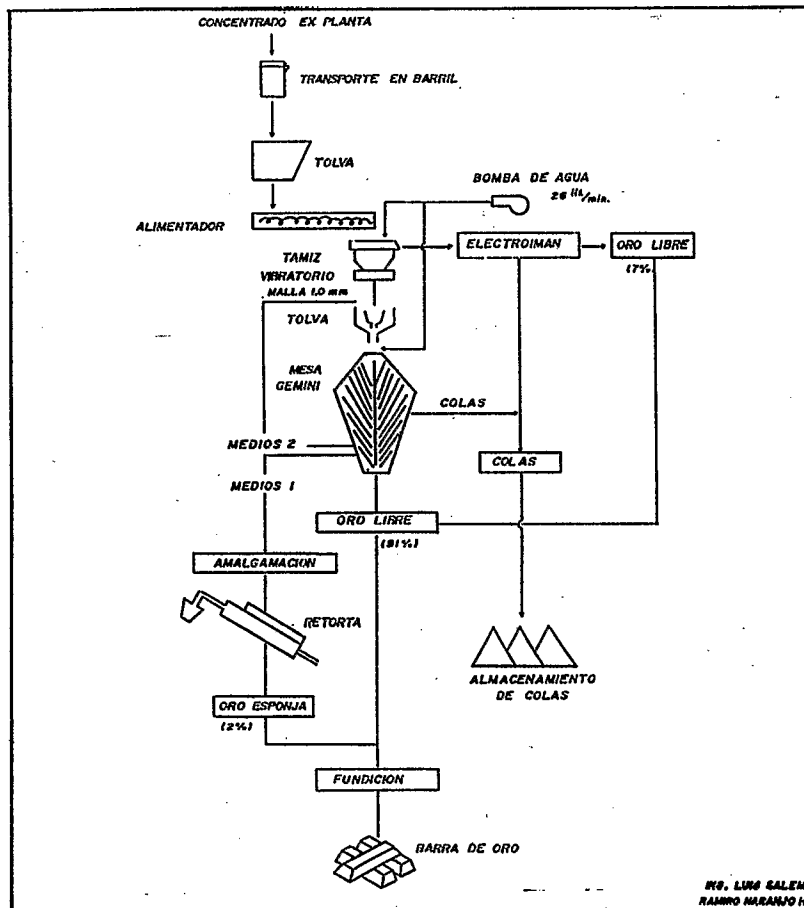 CONCENTRADO EX PLANTA
TRANSPORTE EN BARRIL
TOLVA
BOMBA DE AGUA
26 lts/min.
ALIMENTADOR
ELECTROIMAN
ORO LIBRE
(7%)
TAMIZ
VIBRATORIO
MALLA 1.0 mm
TOLVA
MESA
GEMINI
COLAS
MEDIOS 2
COLAS
MEDIOS 1
ORO LIBRE
(91%)
AMALGAMACION
RETORTA
ALMACENAMIENTO
DE COLAS
ORO ESPONJA
(2%)
FUNDICION
BARRA DE ORO
ING. LUIS SALEM
RAMIRO NARANJO